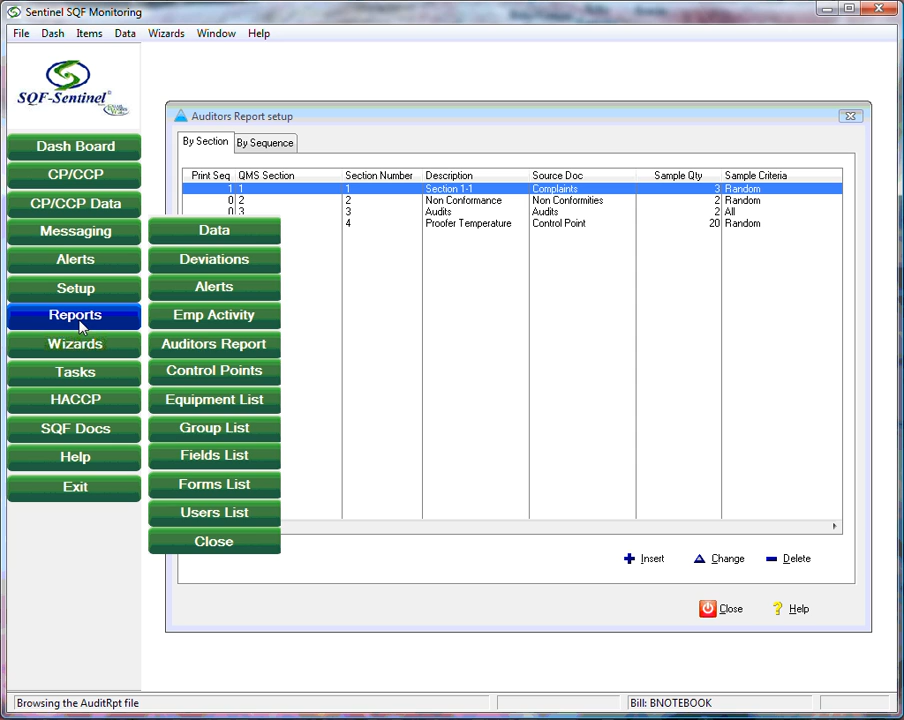 Sentinel SQF Monitoring
File Dash Items Data Wizards Window Help
SQF-Sentinel
Dash Board
CP/CCP
CP/CCP Data
Messaging
Alerts
Setup
Reports
Wizards
Tasks
HACCP
SQF Docs
Help
Exit
Data
Deviations
Alerts
Emp Activity
Auditors Report
Control Points
Equipment List
Group List
Fields List
Forms List
Users List
Close
Auditors Report setup
By Section By Sequence
Print Seq QMS Section Section Number Description Source Doc Sample Qty Sample Criteria
1 1 1 Section 1-1 Complaints 3 Random
0 2 2 Non Conformance Non Conformities 2 Random
0 3 3 Audits Audits 2 All
4 Proofer Temperature Control Point 20 Random
Insert Change Delete
Close Help
Browsing the AuditRpt file Bill: BNOTEBOOK